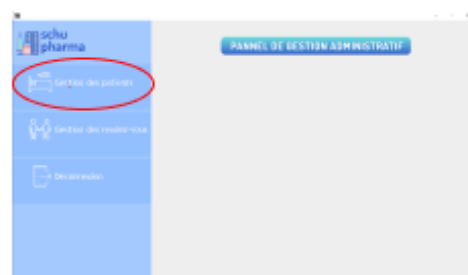 schu
pharma
PANNEL DE GESTION ADMINISTRATIF
Gestion des patients
Gestion des rendez-vous
Déconnexion